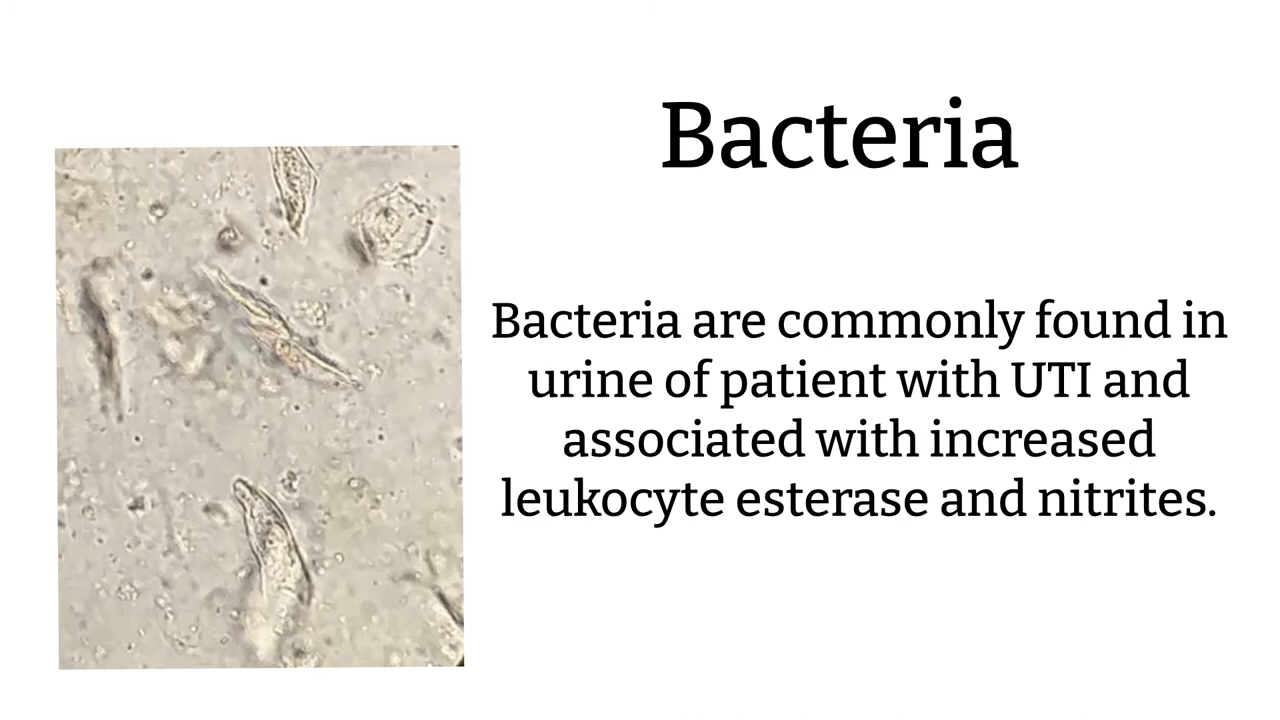 Bacteria
Bacteria are commonly found in
urine of patient with UTI and
associated with increased
leukocyte esterase and nitrites.